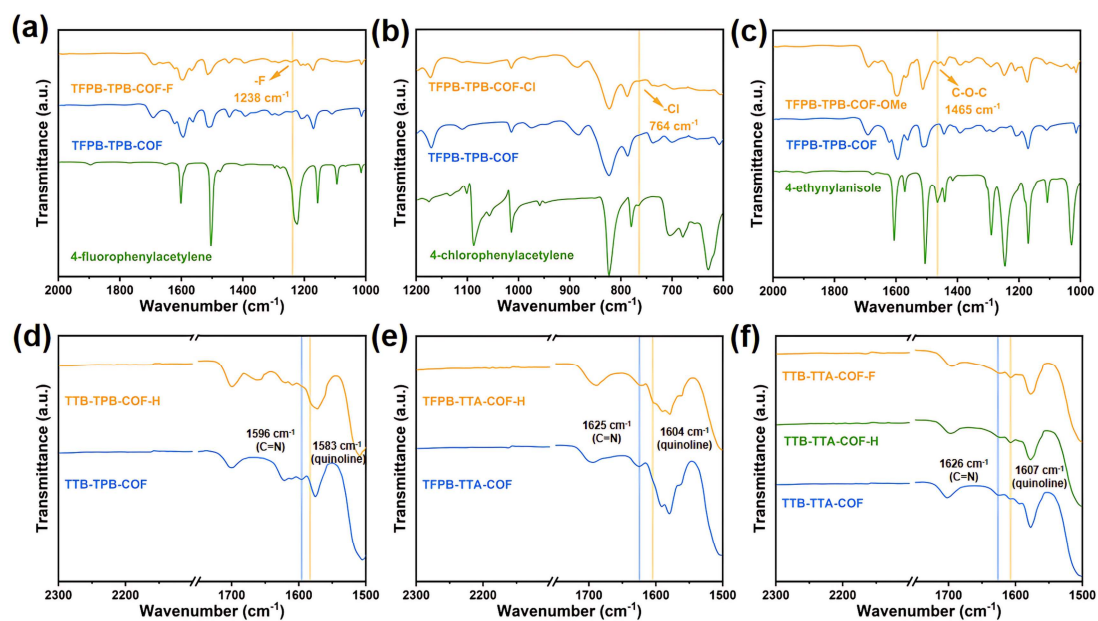 (a)
TFPB-TPB-COF-F
-F
1238 cm⁻¹
TFPB-TPB-COF
4-fluorophenylacetylene
Transmittance (a.u.)
2000 1800 1600 1400 1200 1000
Wavenumber (cm⁻¹)
(b)
TFPB-TPB-COF-Cl
-Cl
764 cm⁻¹
TFPB-TPB-COF
4-chlorophenylacetylene
Transmittance (a.u.)
1200 1100 1000 900 800 700 600
Wavenumber (cm⁻¹)
(c)
TFPB-TPB-COF-OMe
C-O-C
1465 cm⁻¹
TFPB-TPB-COF
4-ethynylanisole
Transmittance (a.u.)
2000 1800 1600 1400 1200 1000
Wavenumber (cm⁻¹)
(d)
TTB-TPB-COF-H
1596 cm⁻¹
(C=N)
1583 cm⁻¹
(quinoline)
TTB-TPB-COF
Transmittance (a.u.)
2300 2200 1700 1600 1500
Wavenumber (cm⁻¹)
(e)
TFPB-TTA-COF-H
1625 cm⁻¹
(C=N)
1604 cm⁻¹
(quinoline)
TFPB-TTA-COF
Transmittance (a.u.)
2300 2200 1700 1600 1500
Wavenumber (cm⁻¹)
(f)
TTB-TTA-COF-F
TTB-TTA-COF-H
1626 cm⁻¹
(C=N)
1607 cm⁻¹
(quinoline)
TTB-TTA-COF
Transmittance (a.u.)
2300 2200 1700 1600 1500
Wavenumber (cm⁻¹)